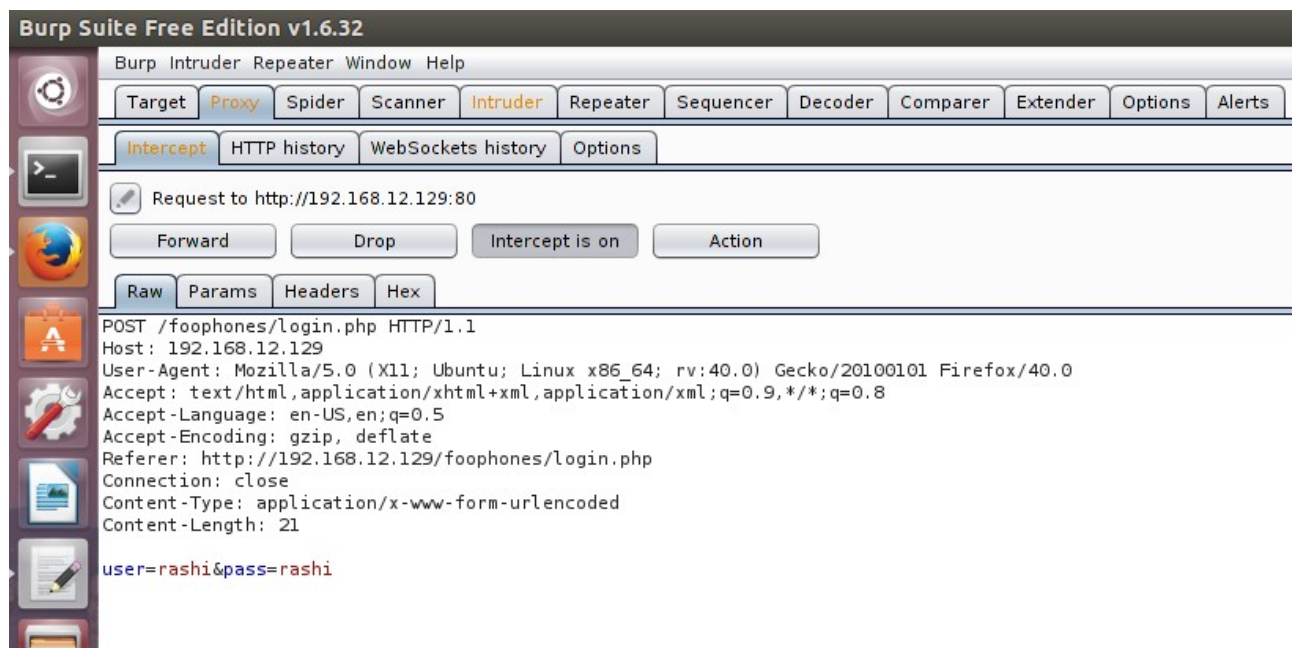 Burp Suite Free Edition v1.6.32
Burp Intruder Repeater Window Help
Target Proxy Spider Scanner Intruder Repeater Sequencer Decoder Comparer Extender Options Alerts
Intercept HTTP history WebSockets history Options
Request to http://192.168.12.129:80
Forward Drop Intercept is on Action
Raw Params Headers Hex
POST /foophones/login.php HTTP/1.1
Host: 192.168.12.129
User-Agent: Mozilla/5.0 (X11; Ubuntu; Linux x86_64; rv:40.0) Gecko/20100101 Firefox/40.0
Accept: text/html,application/xhtml+xml,application/xml;q=0.9,*/*;q=0.8
Accept-Language: en-US,en;q=0.5
Accept-Encoding: gzip, deflate
Referer: http://192.168.12.129/foophones/login.php
Connection: close
Content-Type: application/x-www-form-urlencoded
Content-Length: 21
user=rashi&pass=rashi